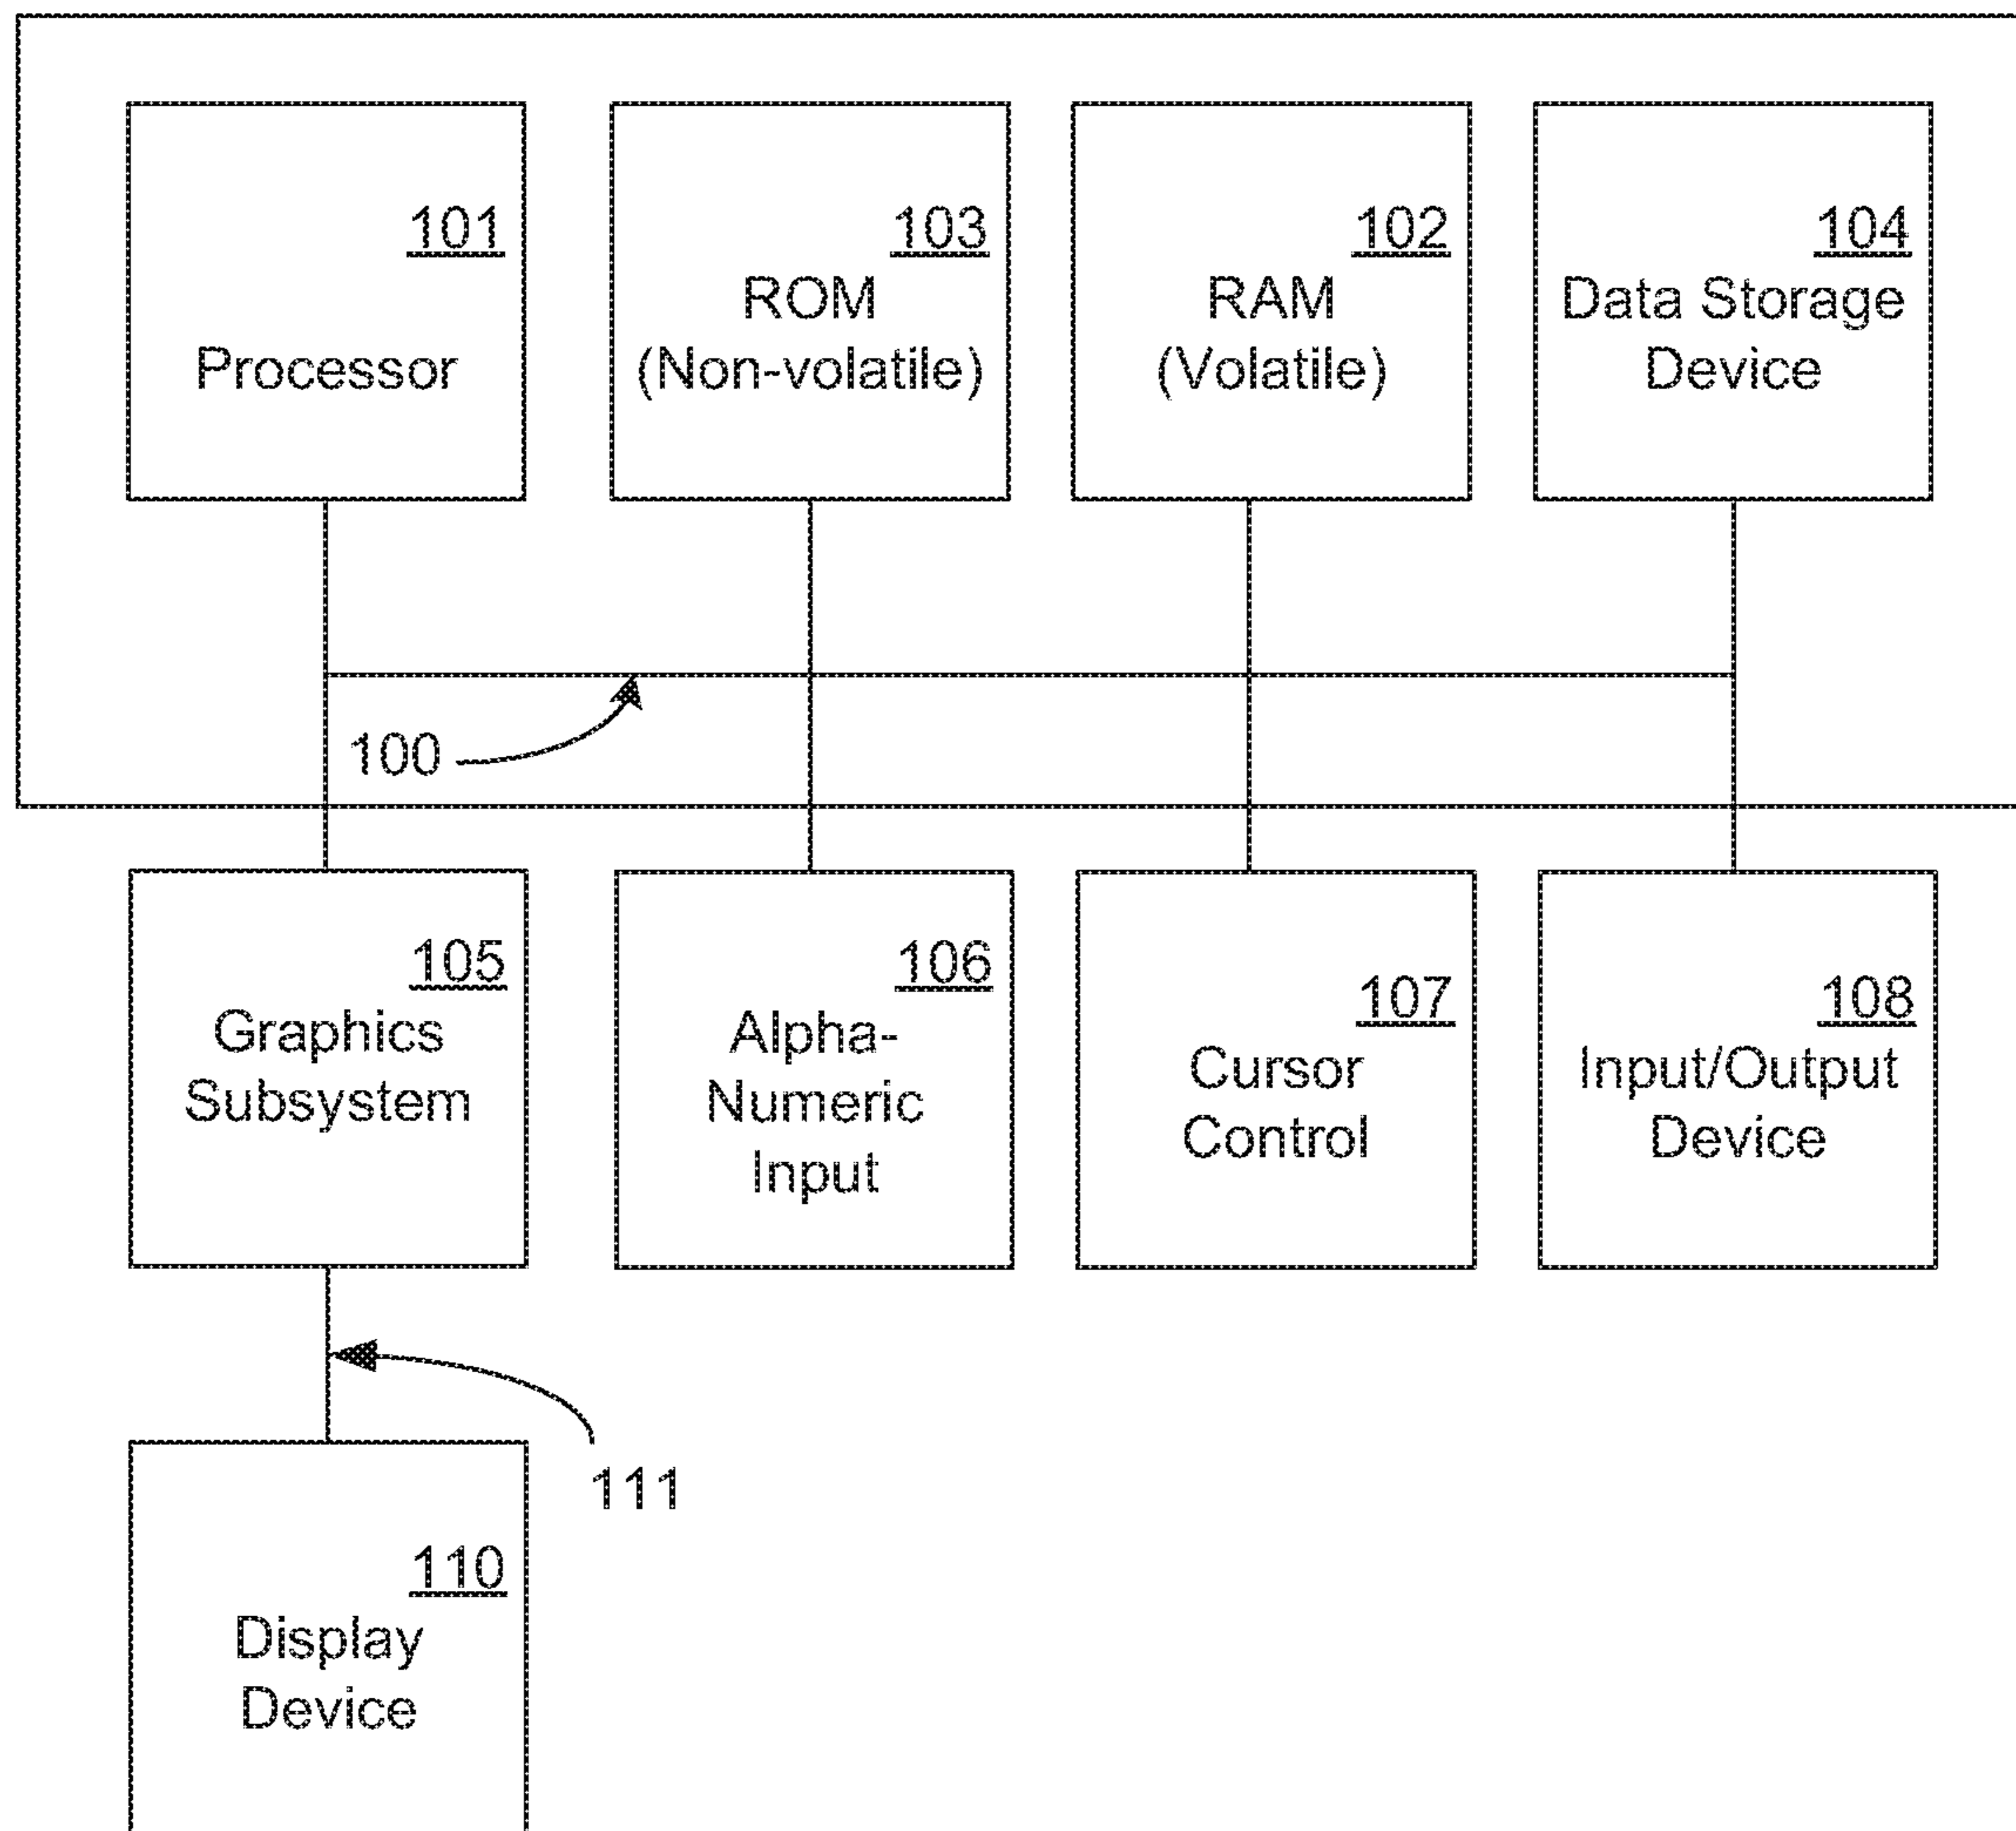 101
Processor
103
ROM
(Non-volatile)
102
RAM
(Volatile)
104
Data Storage
Device
100
105
Graphics
Subsystem
106
Alpha-
Numeric
Input
107
Cursor
Control
108
Input/Output
Device
111
110
Display
Device